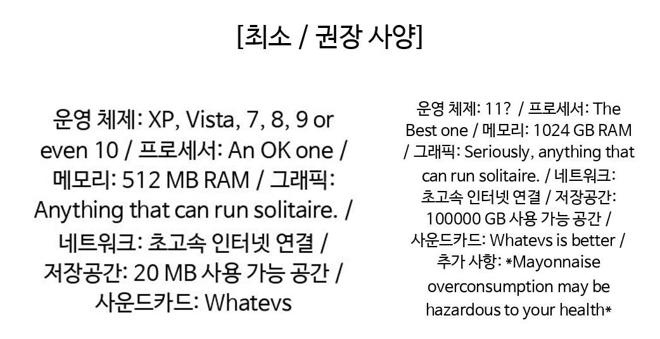 [최소 / 권장 사양]
운영 체제: XP, Vista, 7, 8, 9 or
even 10 / 프로세서: An OK one /
메모리: 512 MB RAM / 그래픽:
Anything that can run solitaire. /
네트워크: 초고속 인터넷 연결 /
저장공간: 20 MB 사용 가능 공간 /
사운드카드: Whatevs
운영 체제: 11? / 프로세서: The
Best one / 메모리: 1024 GB RAM
/ 그래픽: Seriously, anything that
can run solitaire. / 네트워크:
초고속 인터넷 연결 / 저장공간:
100000 GB 사용 가능 공간 /
사운드카드: Whatevs is better /
추가 사항: *Mayonnaise
overconsumption may be
hazardous to your health*